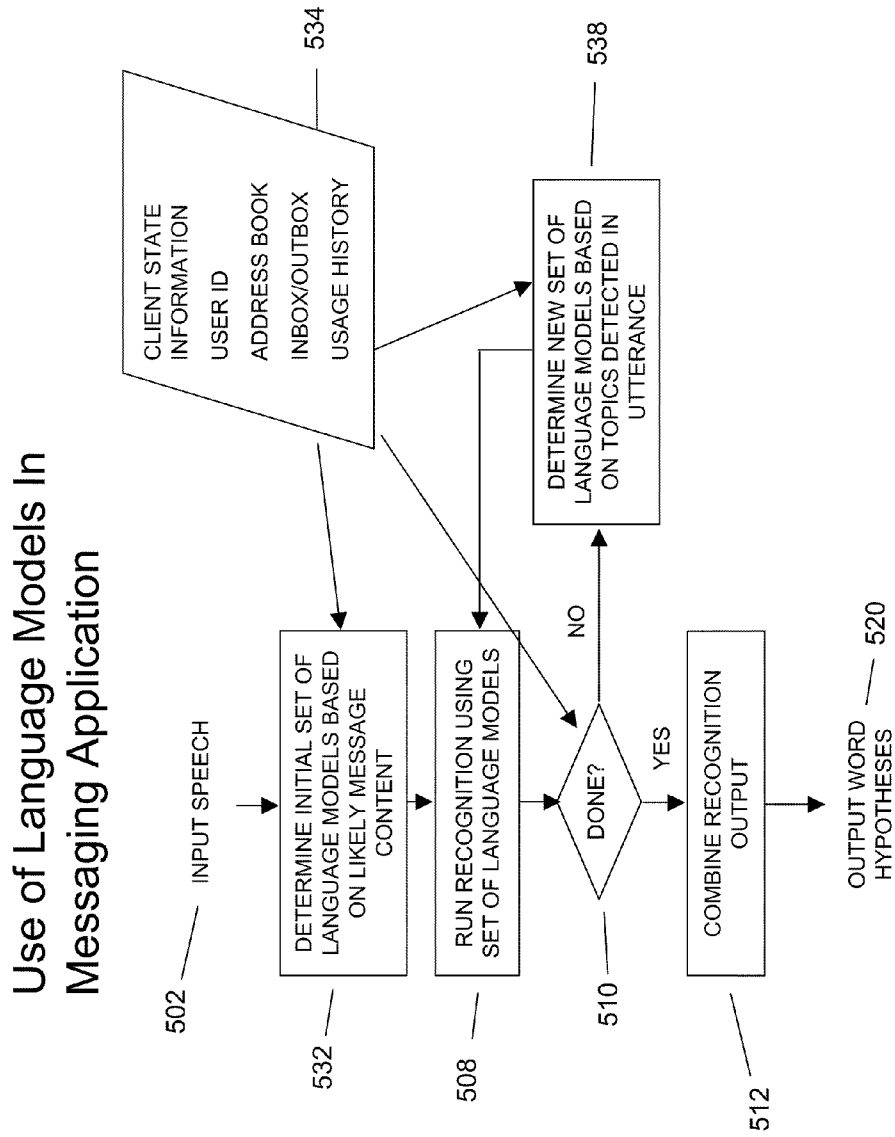 Use of Language Models In
Messaging Application
502
INPUT SPEECH
532
DETERMINE INITIAL SET OF
LANGUAGE MODELS BASED
ON LIKELY MESSAGE
CONTENT
508
RUN RECOGNITION USING
SET OF LANGUAGE MODELS
510
DONE?
NO
YES
512
COMBINE RECOGNITION
OUTPUT
OUTPUT WORD
HYPOTHESES
520
CLIENT STATE
INFORMATION
USER ID
ADDRESS BOOK
INBOX/OUTBOX
USAGE HISTORY
534
DETERMINE NEW SET OF
LANGUAGE MODELS BASED
ON TOPICS DETECTED IN
UTTERANCE
538